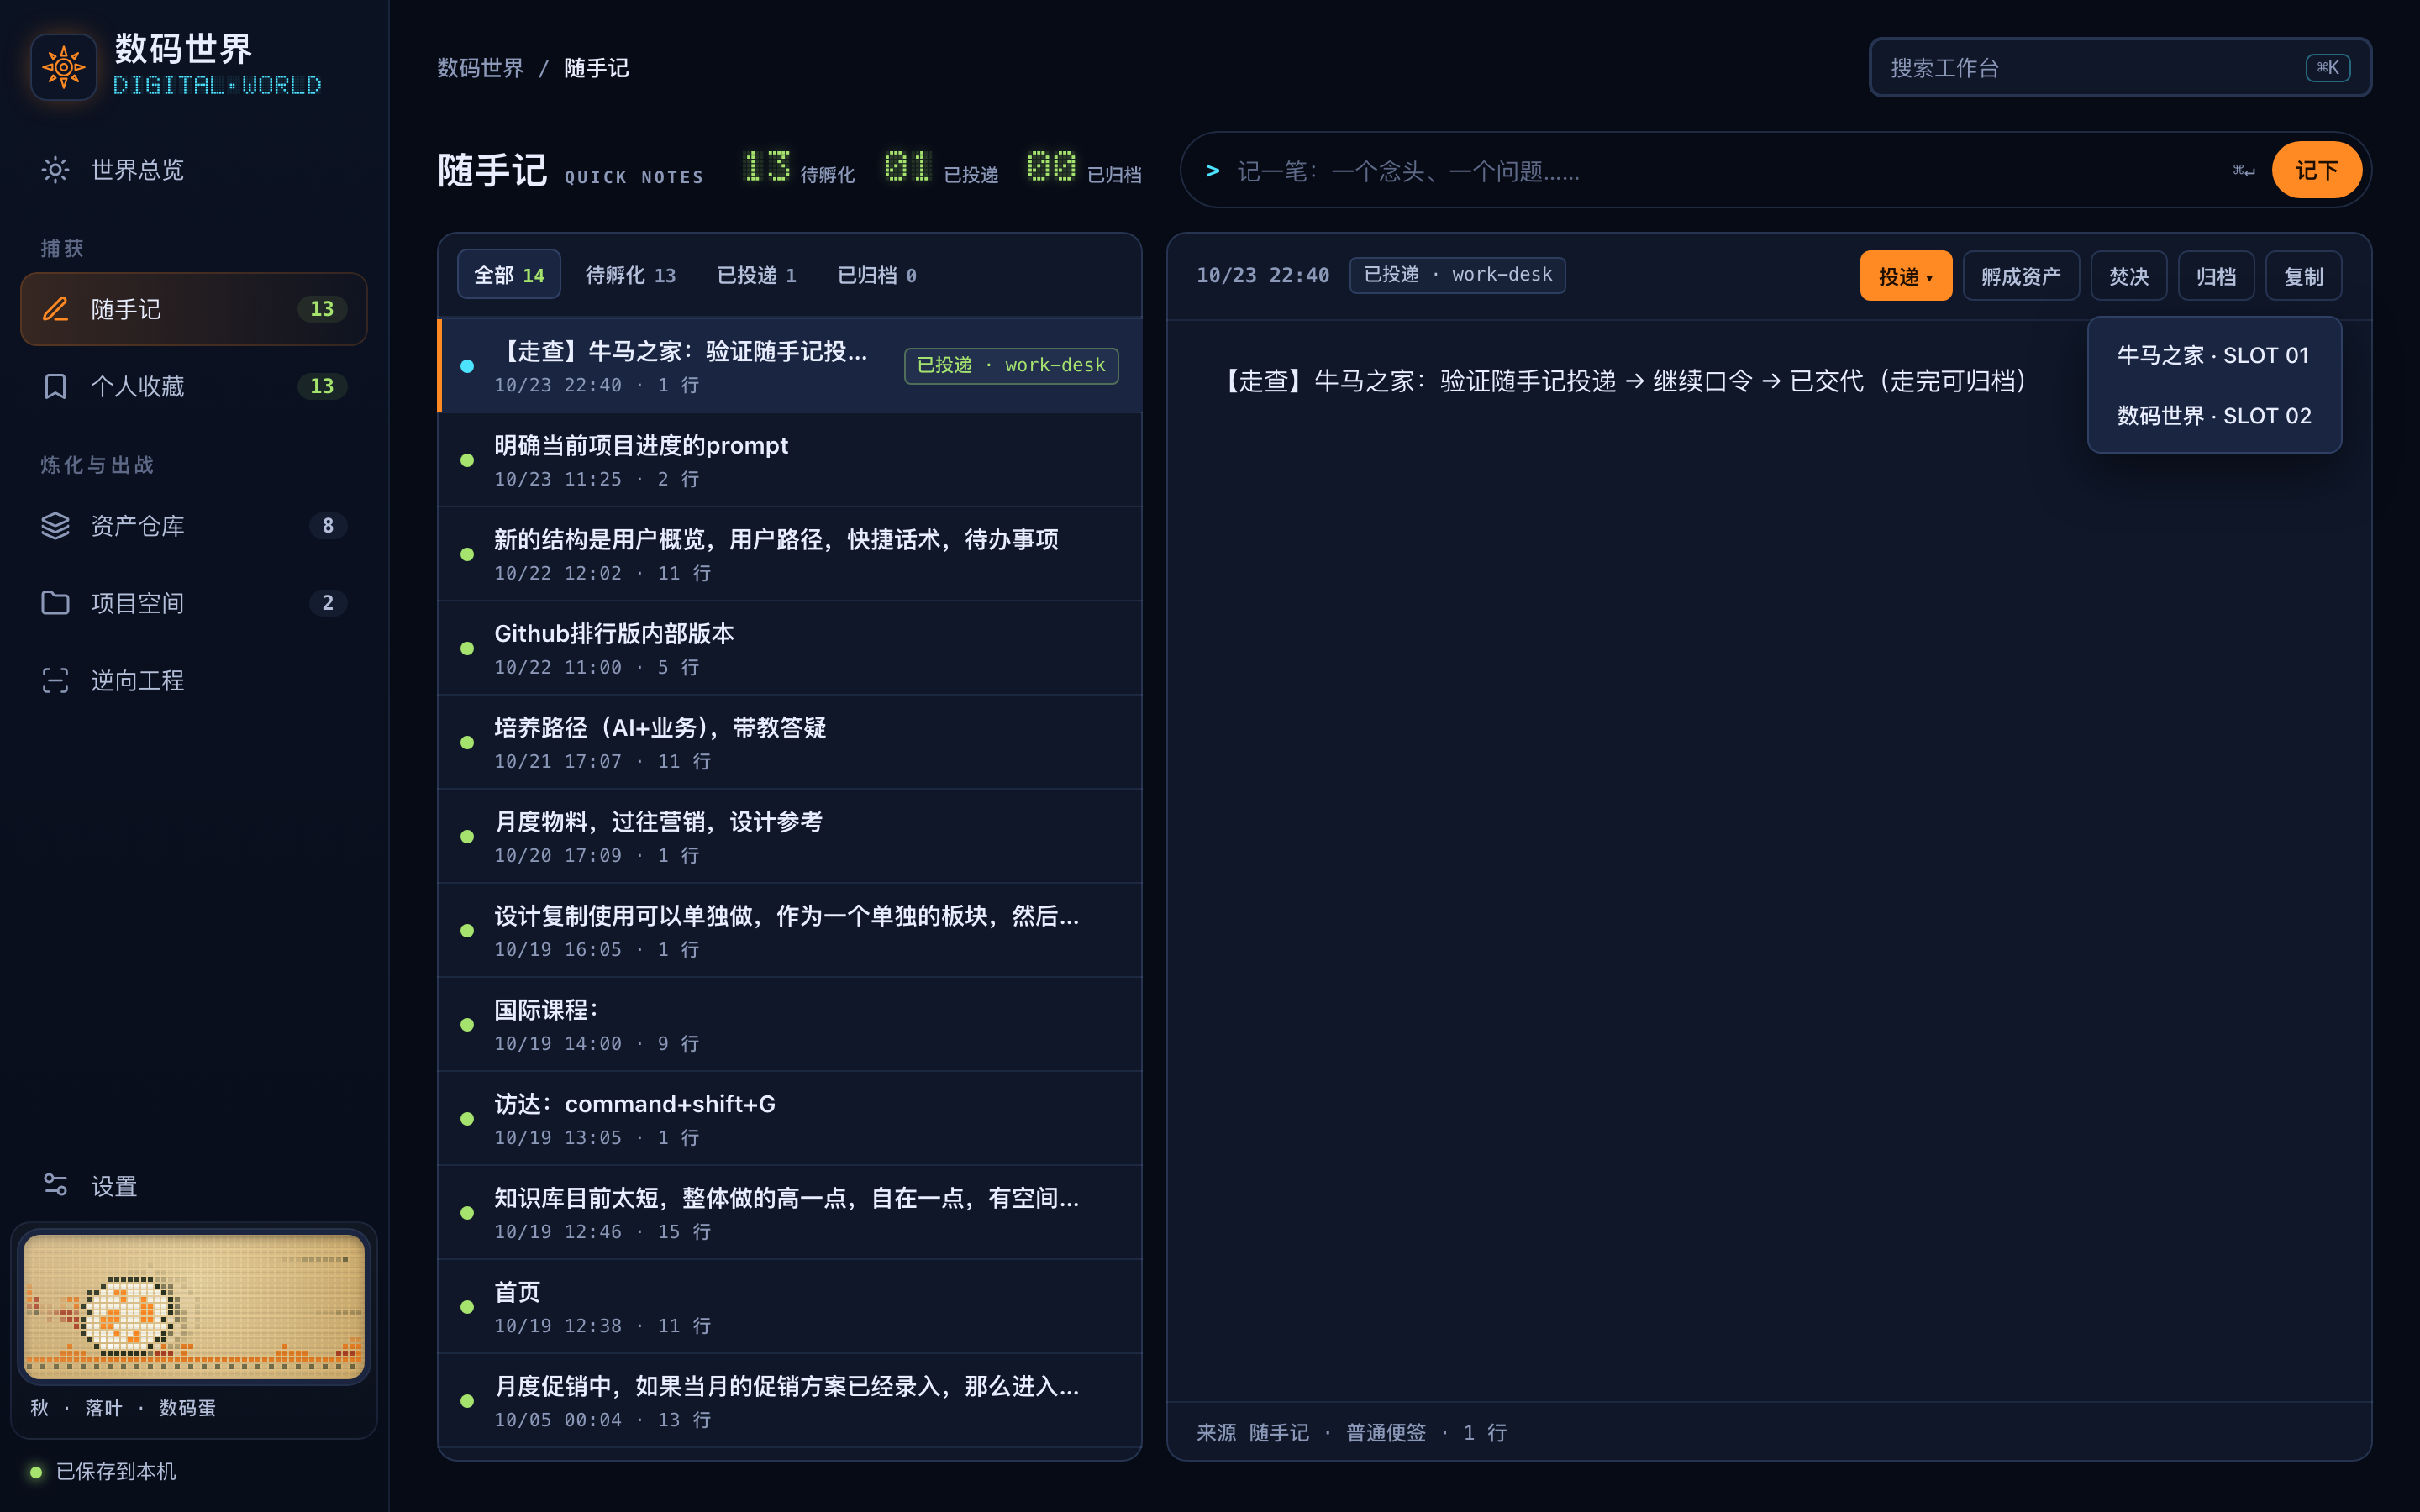 数码世界
DIGITAL·WORLD
世界总览
捕获
随手记 13
个人收藏 13
炼化与出战
资产仓库 8
项目空间 2
逆向工程
设置
秋 · 落叶 · 数码蛋
已保存到本机
数码世界 / 随手记
搜索工作台 ⌘K
随手记 QUICK NOTES 13 待孵化 01 已投递 00 已归档
> 记一笔：一个念头、一个问题…… ⌘↵ 记下
全部 14 待孵化 13 已投递 1 已归档 0
【走查】牛马之家：验证随手记投… 已投递 · work-desk
10/23 22:40 · 1 行
明确当前项目进度的prompt
10/23 11:25 · 2 行
新的结构是用户概览，用户路径，快捷话术，待办事项
10/22 12:02 · 11 行
Github排行版内部版本
10/22 11:00 · 5 行
培养路径（AI+业务），带教答疑
10/21 17:07 · 11 行
月度物料，过往营销，设计参考
10/20 17:09 · 1 行
设计复制使用可以单独做，作为一个单独的板块，然后…
10/19 16:05 · 1 行
国际课程：
10/19 14:00 · 9 行
访达：command+shift+G
10/19 13:05 · 1 行
知识库目前太短，整体做的高一点，自在一点，有空间…
10/19 12:46 · 15 行
首页
10/19 12:38 · 11 行
月度促销中，如果当月的促销方案已经录入，那么进入…
10/05 00:04 · 13 行
10/23 22:40 已投递 · work-desk 投递 ▾ 孵成资产 焚决 归档 复制
牛马之家 · SLOT 01
数码世界 · SLOT 02
【走查】牛马之家：验证随手记投递 → 继续口令 → 已交代（走完可归档）
来源 随手记 · 普通便签 · 1 行